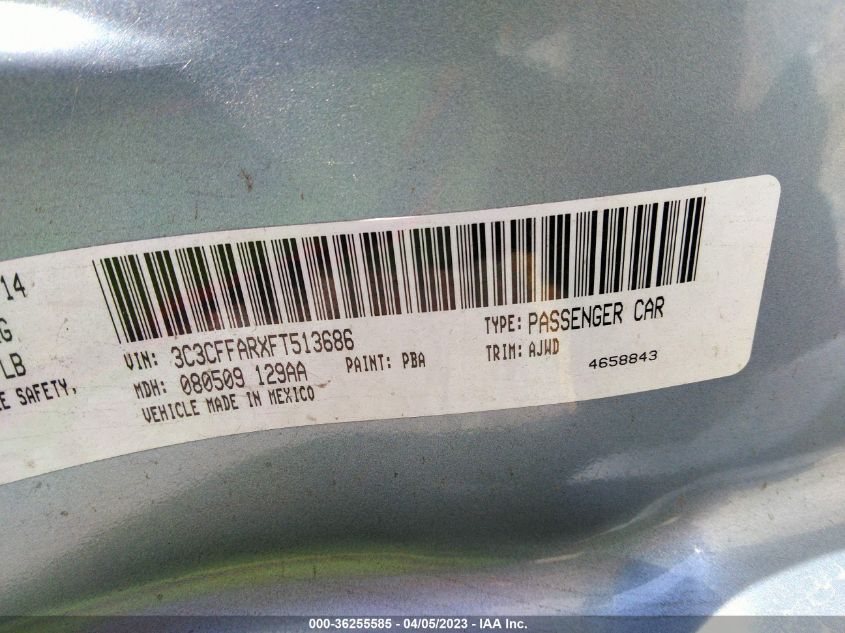 14
G
LB
E SAFETY,
VIN: 3C3CFFARXFT513686
TYPE: PASSENGER CAR
MDH: 080509 129AA
PAINT: PBA
TRIM: AJWD
VEHICLE MADE IN MEXICO
4658843
000-36255585 - 04/05/2023 - IAA Inc.